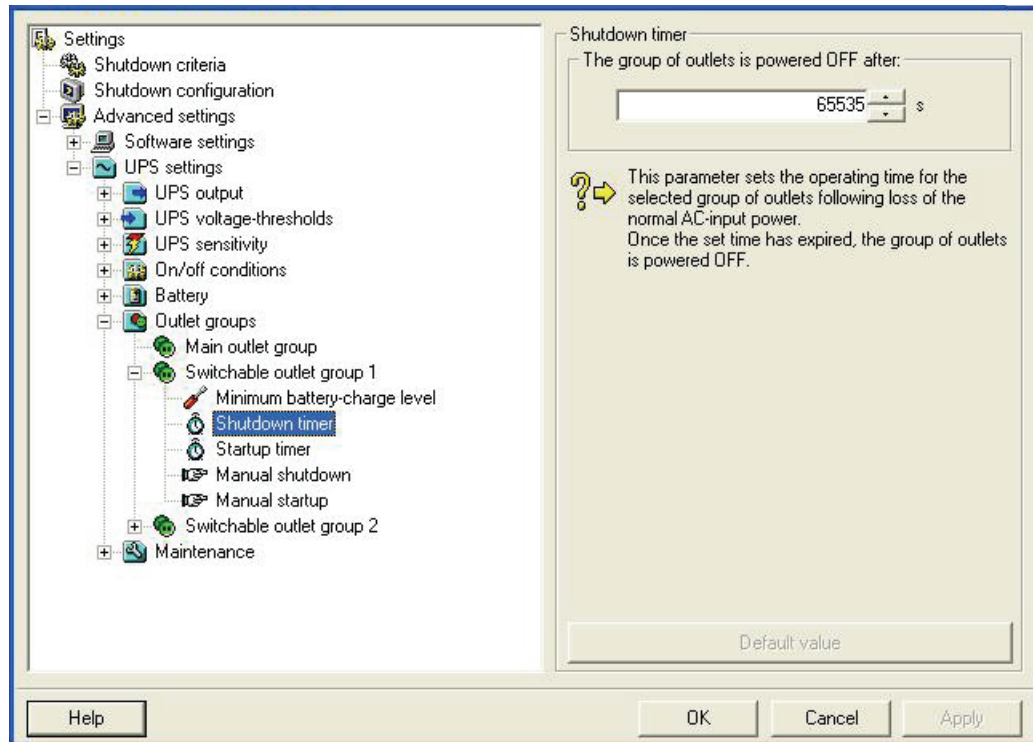 Settings
Shutdown criteria
Shutdown configuration
Advanced settings
Software settings
UPS settings
UPS output
UPS voltage-thresholds
UPS sensitivity
On/off conditions
Battery
Outlet groups
Main outlet group
Switchable outlet group 1
Minimum battery-charge level
Shutdown timer
Startup timer
Manual shutdown
Manual startup
Switchable outlet group 2
Maintenance
Shutdown timer
The group of outlets is powered OFF after:
65535 s
This parameter sets the operating time for the
selected group of outlets following loss of the
normal AC-input power.
Once the set time has expired, the group of outlets
is powered OFF.
Default value
Help
OK
Cancel
Apply